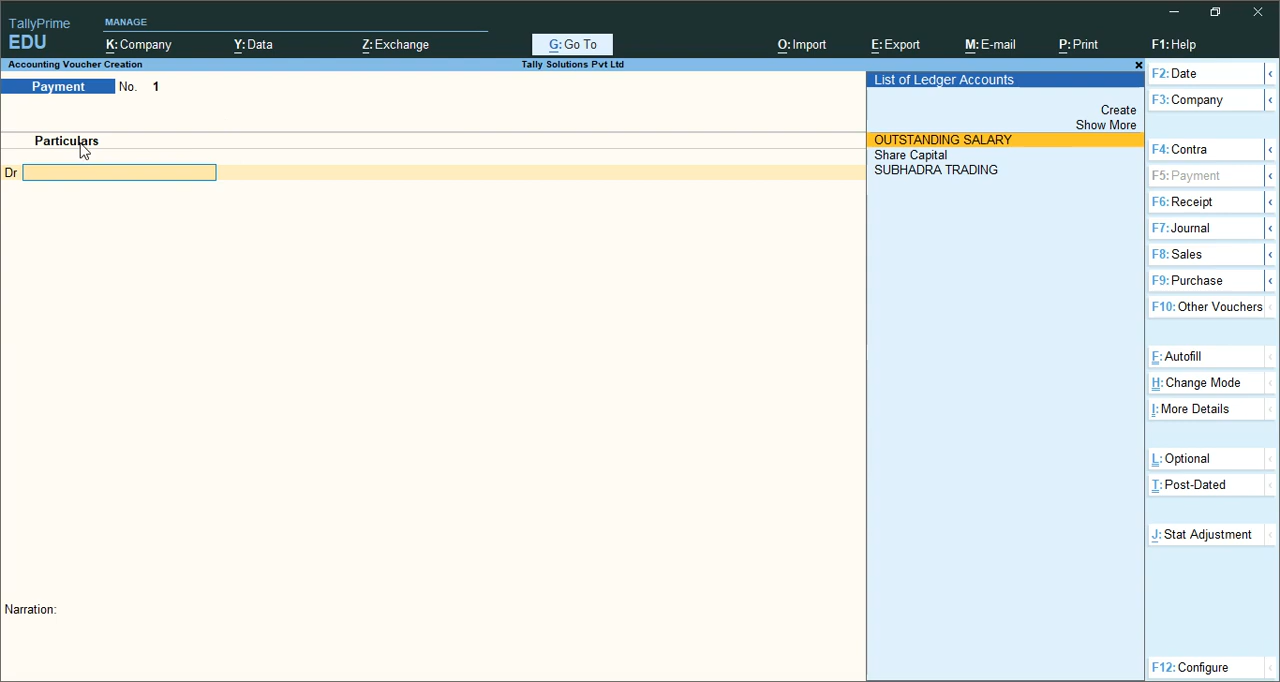 TallyPrime
EDU
MANAGE
K: Company
Y: Data
Z: Exchange
G: Go To
O: Import
E: Export
M: E-mail
P: Print
F1: Help
Accounting Voucher Creation
Tally Solutions Pvt Ltd
Payment No. 1
Particulars
Dr
Narration:
List of Ledger Accounts
Create
Show More
OUTSTANDING SALARY
Share Capital
SUBHADRA TRADING
F2: Date
F3: Company
F4: Contra
F5: Payment
F6: Receipt
F7: Journal
F8: Sales
F9: Purchase
F10: Other Vouchers
F: Autofill
H: Change Mode
I: More Details
L: Optional
T: Post-Dated
J: Stat Adjustment
F12: Configure